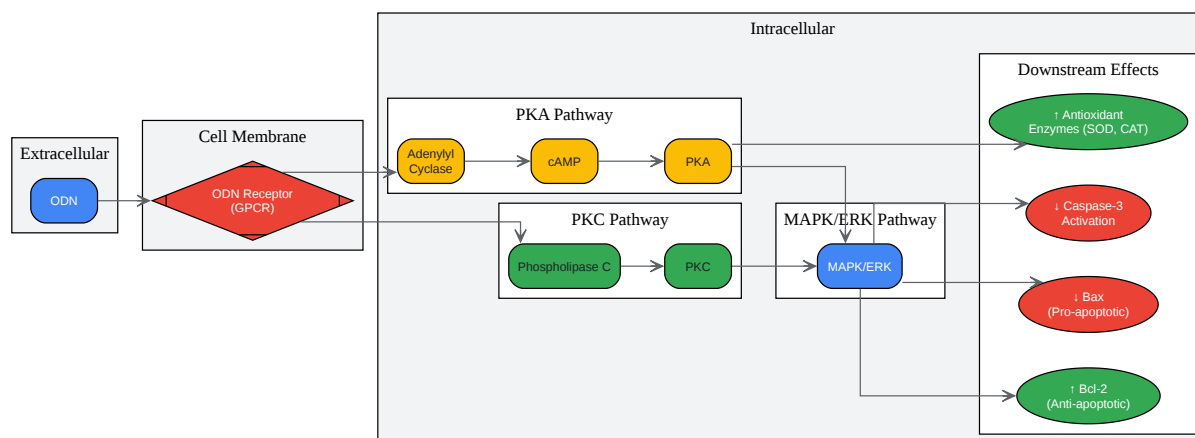 Intracellular
Downstream Effects
↑ Antioxidant
Enzymes (SOD, CAT)
PKA Pathway
Adenylyl
Cyclase
cAMP
PKA
Cell Membrane
Extracellular
ODN
ODN Receptor
(GPCR)
↓ Caspase-3
Activation
PKC Pathway
MAPK/ERK Pathway
Phospholipase C
PKC
MAPK/ERK
↓ Bax
(Pro-apoptotic)
↑ Bcl-2
(Anti-apoptotic)